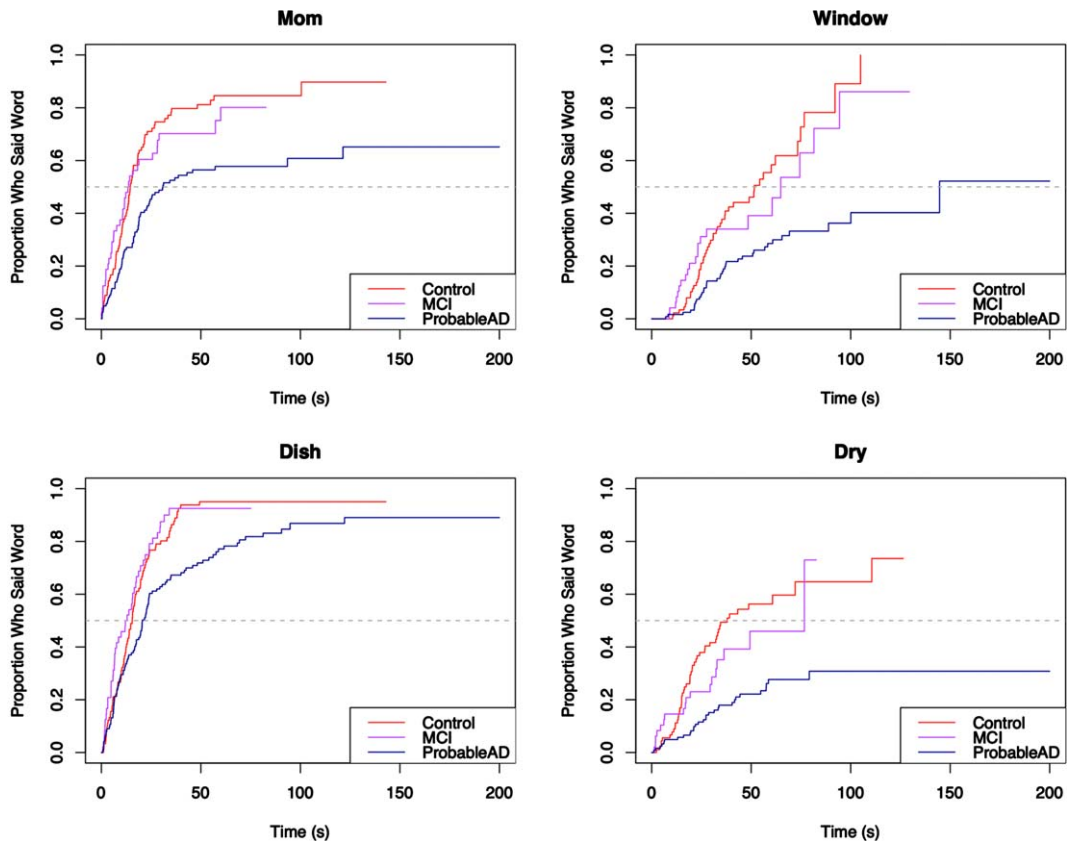 Mom
Proportion Who Said Word
1.0
0.8
0.6
0.4
0.2
0.0
Control
MCI
ProbableAD
0 50 100 150 200
Time (s)
Window
Proportion Who Said Word
1.0
0.8
0.6
0.4
0.2
0.0
Control
MCI
ProbableAD
0 50 100 150 200
Time (s)
Dish
Proportion Who Said Word
1.0
0.8
0.6
0.4
0.2
0.0
Control
MCI
ProbableAD
0 50 100 150 200
Time (s)
Dry
Proportion Who Said Word
1.0
0.8
0.6
0.4
0.2
0.0
Control
MCI
ProbableAD
0 50 100 150 200
Time (s)